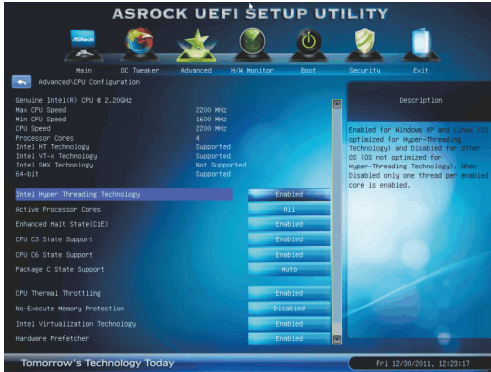 ASROCK UEFI SETUP UTILITY
ASRock
Main
OC Tweaker
Advanced
H/W Monitor
Boot
Security
Exit
Advanced\CPU Configuration
Genuine Intel(R) CPU @ 2.20GHz
Max CPU Speed 2200 MHz
Min CPU Speed 1600 MHz
CPU Speed 2200 MHz
Processor Cores 4
Intel HT Technology Supported
Intel VT-x Technology Supported
Intel SMX Technology Not Supported
64-bit Supported
Intel Hyper Threading Technology Enabled
Active Processor Cores All
Enhanced Halt State(C1E) Enabled
CPU C3 State Support Enabled
CPU C6 State Support Enabled
Package C State Support Auto
CPU Thermal Throttling Enabled
No-Execute Memory Protection Disabled
Intel Virtualization Technology Enabled
Hardware Prefetcher Enabled
Description
Enabled for Windows XP and Linux (OS
optimized for Hyper-Threading
Technology) and Disabled for other
OS (OS not optimized for
Hyper-Threading Technology). When
Disabled only one thread per enabled
core is enabled.
Tomorrow's Technology Today
Fri 12/30/2011, 12:23:17